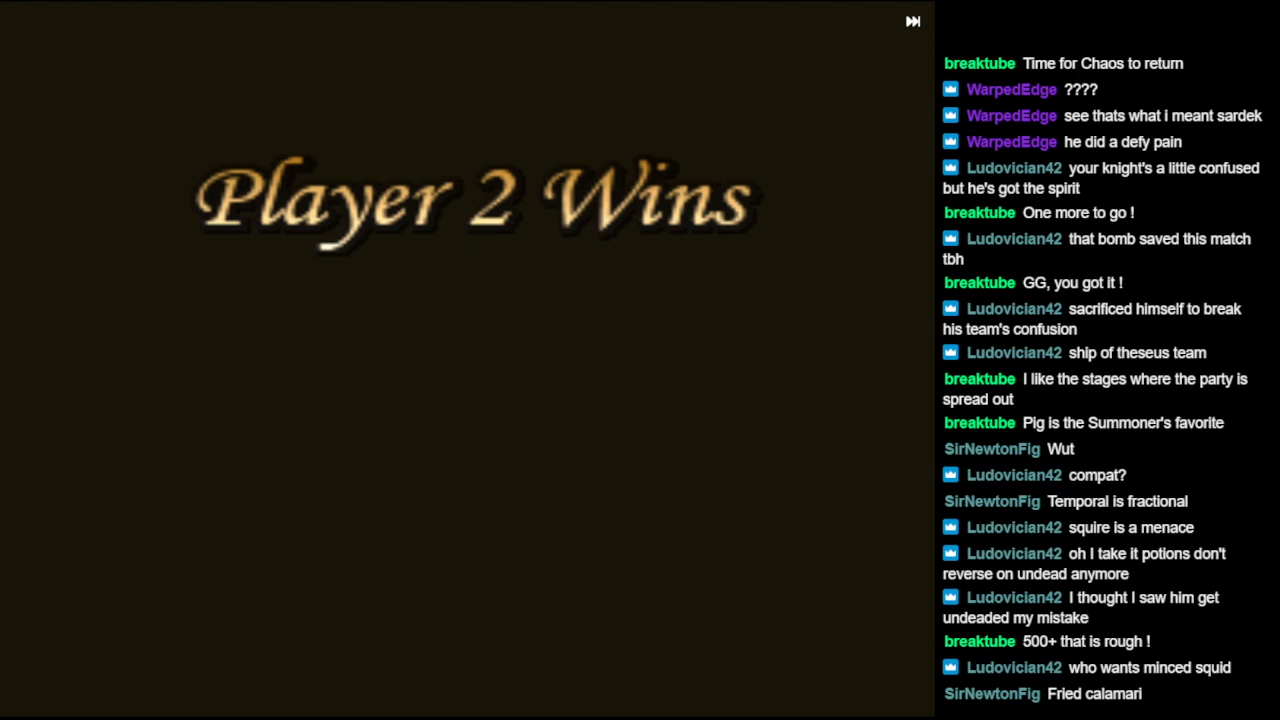 Player 2 Wins
breaktube Time for Chaos to return
WarpedEdge ????
WarpedEdge see thats what i meant sardek
WarpedEdge he did a defy pain
Ludovician42 your knight's a little confused
but he's got the spirit
breaktube One more to go !
Ludovician42 that bomb saved this match
tbh
breaktube GG, you got it !
Ludovician42 sacrificed himself to break
his team's confusion
Ludovician42 ship of theseus team
breaktube I like the stages where the party is
spread out
breaktube Pig is the Summoner's favorite
SirNewtonFig Wut
Ludovician42 compat?
SirNewtonFig Temporal is fractional
Ludovician42 squire is a menace
Ludovician42 oh I take it potions don't
reverse on undead anymore
Ludovician42 I thought I saw him get
undeaded my mistake
breaktube 500+ that is rough !
Ludovician42 who wants minced squid
SirNewtonFig Fried calamari